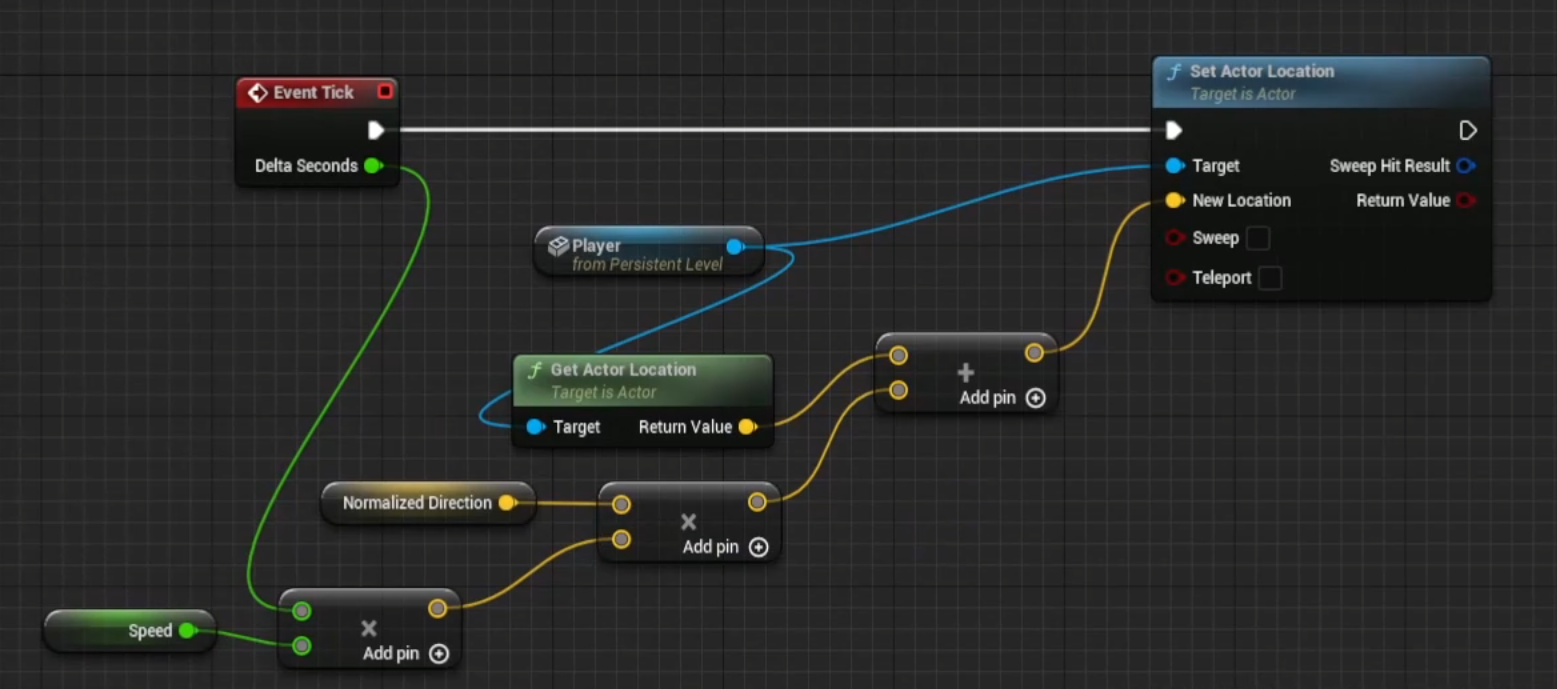 Event Tick
Delta Seconds
Set Actor Location
Target is Actor
Target
Sweep Hit Result
New Location
Return Value
Sweep
Teleport
Player
from Persistent Level
Get Actor Location
Target is Actor
Target
Return Value
+
Add pin
Normalized Direction
×
Add pin
Speed
×
Add pin